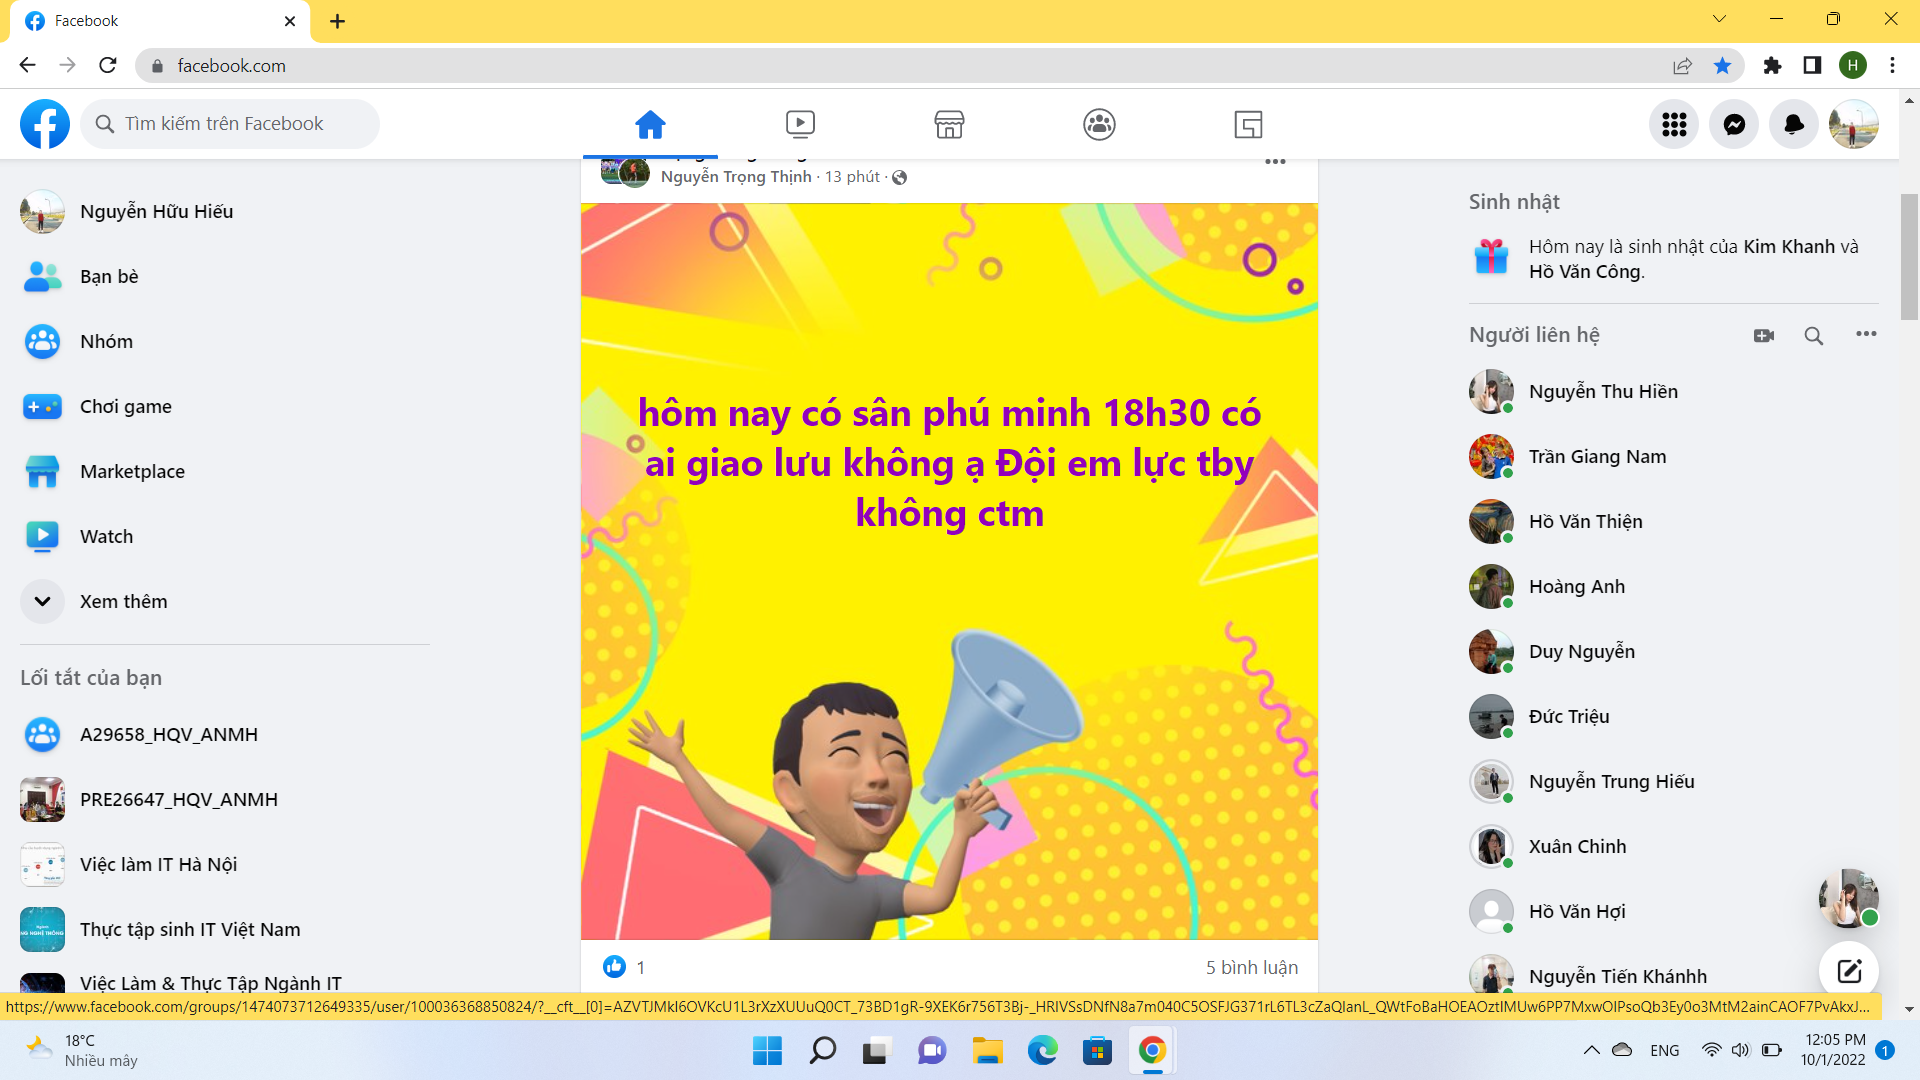 Facebook
facebook.com
H
Tìm kiếm trên Facebook
Nguyễn Trọng Thịnh · 13 phút ·
Nguyễn Hữu Hiếu
Bạn bè
Nhóm
Chơi game
Marketplace
Watch
Xem thêm
Lối tắt của bạn
A29658_HQV_ANMH
PRE26647_HQV_ANMH
Việc làm IT Hà Nội
Thực tập sinh IT Việt Nam
Việc Làm & Thực Tập Ngành IT
hôm nay có sân phú minh 18h30 có
ai giao lưu không ạ Đội em lực tby
không ctm
1
5 bình luận
Sinh nhật
Hôm nay là sinh nhật của Kim Khanh và
Hồ Văn Công.
Người liên hệ
Nguyễn Thu Hiền
Trần Giang Nam
Hồ Văn Thiện
Hoàng Anh
Duy Nguyễn
Đức Triệu
Nguyễn Trung Hiếu
Xuân Chinh
Hồ Văn Hợi
Nguyễn Tiến Khánhh
https://www.facebook.com/groups/1474073712649335/user/100036368850824/?__cft__[0]=AZVTJMkI6OVKcU1L3rXzXUUuQ0CT_73BD1gR-9XEK6r756T3Bj-_HRIVSsDNfN8a7m040C5OSFJG371rL6TL3cZaQIanL_QWtFoBaHOEAOztIMUw6PP7MxwOIPsoQb3Ey0o3MtM2ainCAOF7PvAkxJ...
18°C
Nhiều mây
ENG
12:05 PM
10/1/2022
1